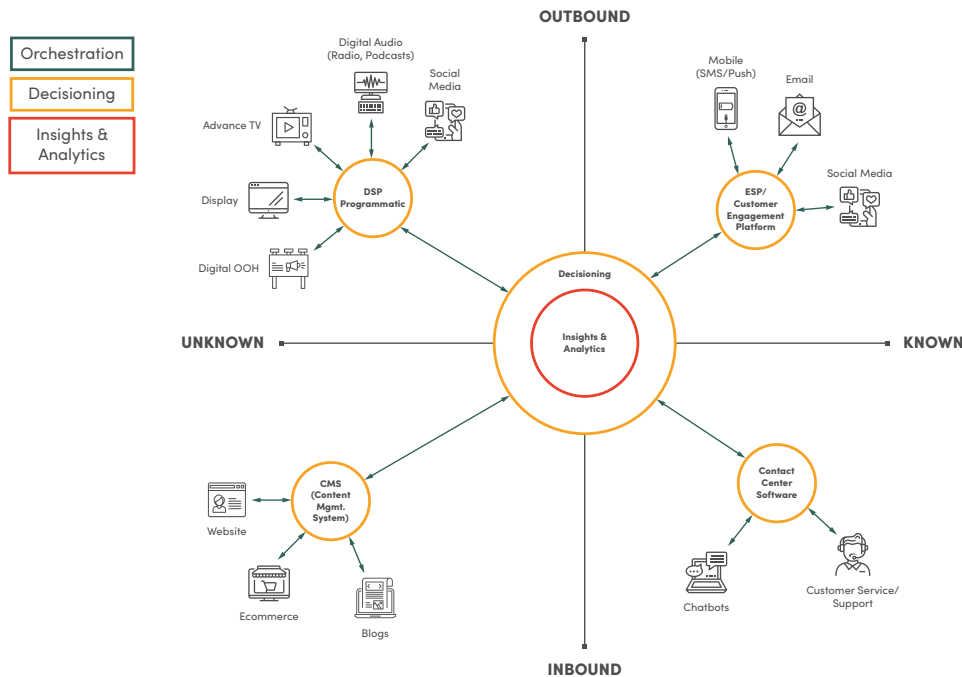 OUTBOUND
Orchestration
Decisioning
Insights &
Analytics
Digital Audio
(Radio, Podcasts)
Social
Media
Advance TV
Display
Digital OOH
DSP
Programmatic
Mobile
(SMS/Push)
Email
@
Social Media
ESP/
Customer
Engagement
Platform
Decisioning
Insights &
Analytics
UNKNOWN
KNOWN
CMS
(Content
Mgmt.
System)
Website
Ecommerce
Blogs
Contact
Center
Software
Chatbots
Customer Service/
Support
INBOUND